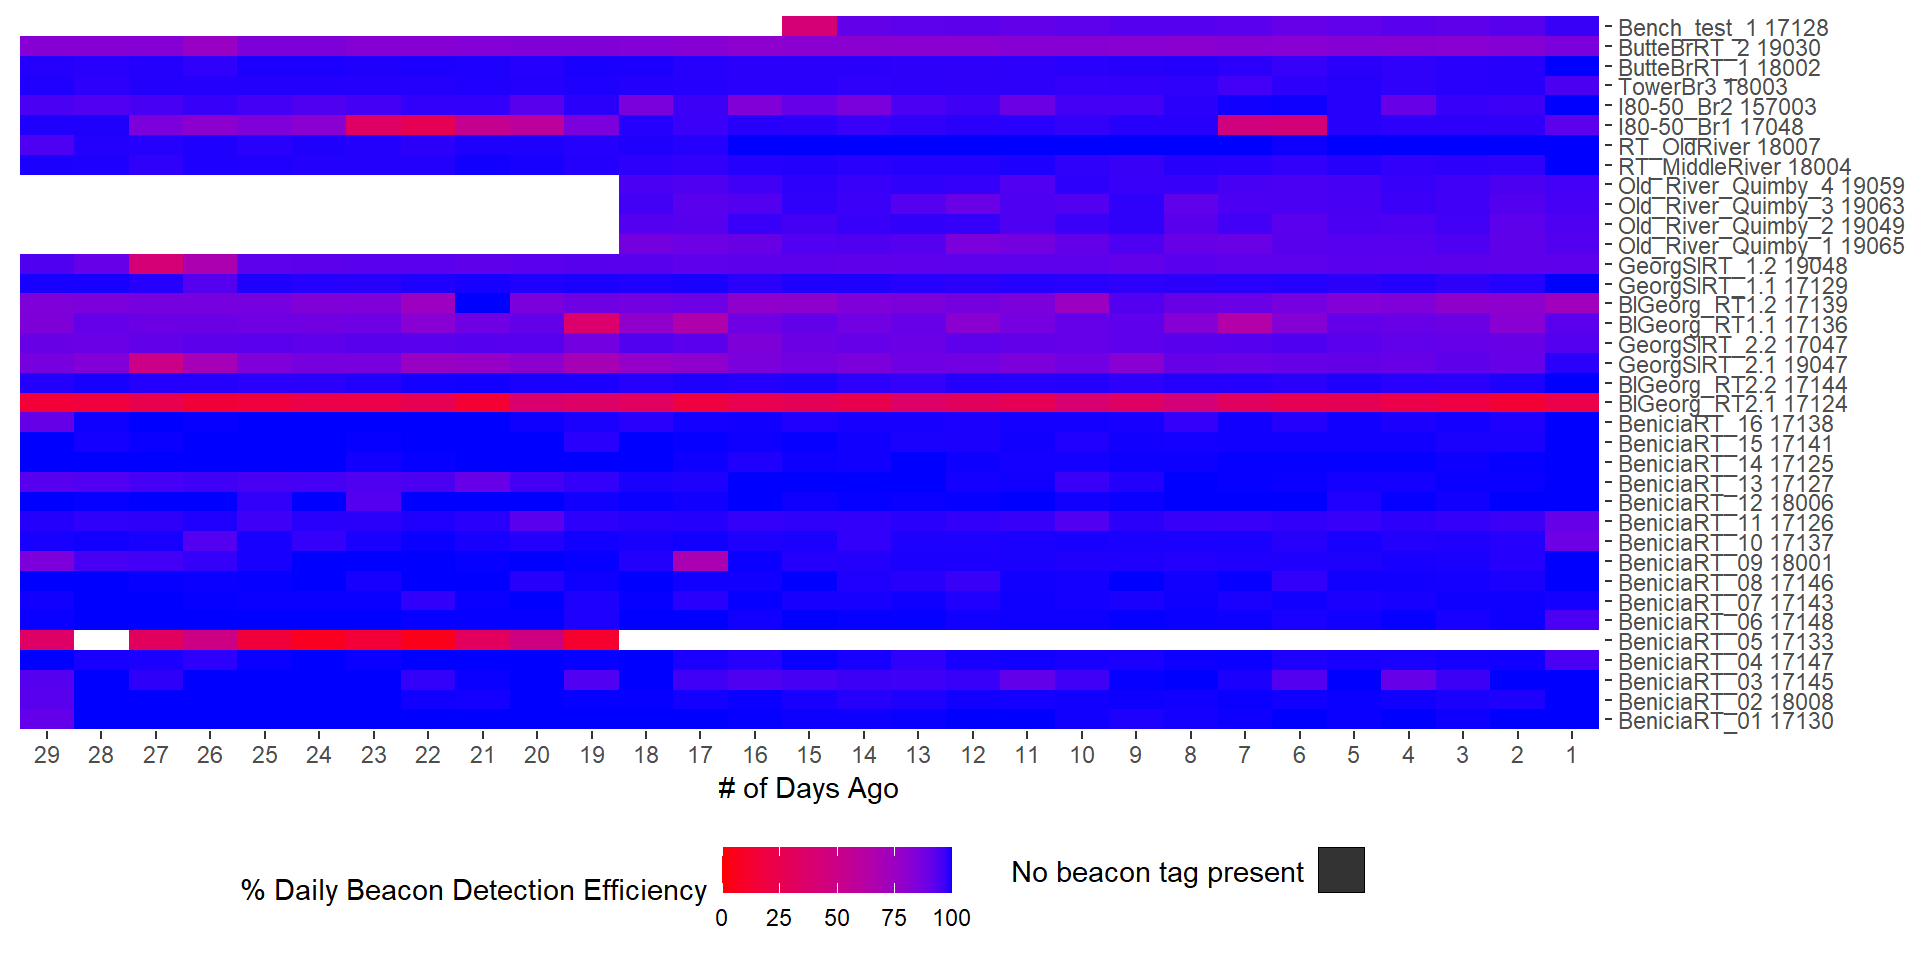 Bench_test_1 17128
ButteBrRT_2 19030
ButteBrRT_1 18002
TowerBr3 18003
I80-50_Br2 157003
I80-50_Br1 17048
RT_OldRiver 18007
RT_MiddleRiver 18004
Old_River_Quimby_4 19059
Old_River_Quimby_3 19063
Old_River_Quimby_2 19049
Old_River_Quimby_1 19065
GeorgSlRT_1.2 19048
GeorgSlRT_1.1 17129
BlGeorg_RT1.2 17139
BlGeorg_RT1.1 17136
GeorgSlRT_2.2 17047
GeorgSlRT_2.1 19047
BlGeorg_RT2.2 17144
BlGeorg_RT2.1 17124
BeniciaRT_16 17138
BeniciaRT_15 17141
BeniciaRT_14 17125
BeniciaRT_13 17127
BeniciaRT_12 18006
BeniciaRT_11 17126
BeniciaRT_10 17137
BeniciaRT_09 18001
BeniciaRT_08 17146
BeniciaRT_07 17143
BeniciaRT_06 17148
BeniciaRT_05 17133
BeniciaRT_04 17147
BeniciaRT_03 17145
BeniciaRT_02 18008
BeniciaRT_01 17130
29 28 27 26 25 24 23 22 21 20 19 18 17 16 15 14 13 12 11 10 9 8 7 6 5 4 3 2 1
# of Days Ago
% Daily Beacon Detection Efficiency
0 25 50 75 100
No beacon tag present